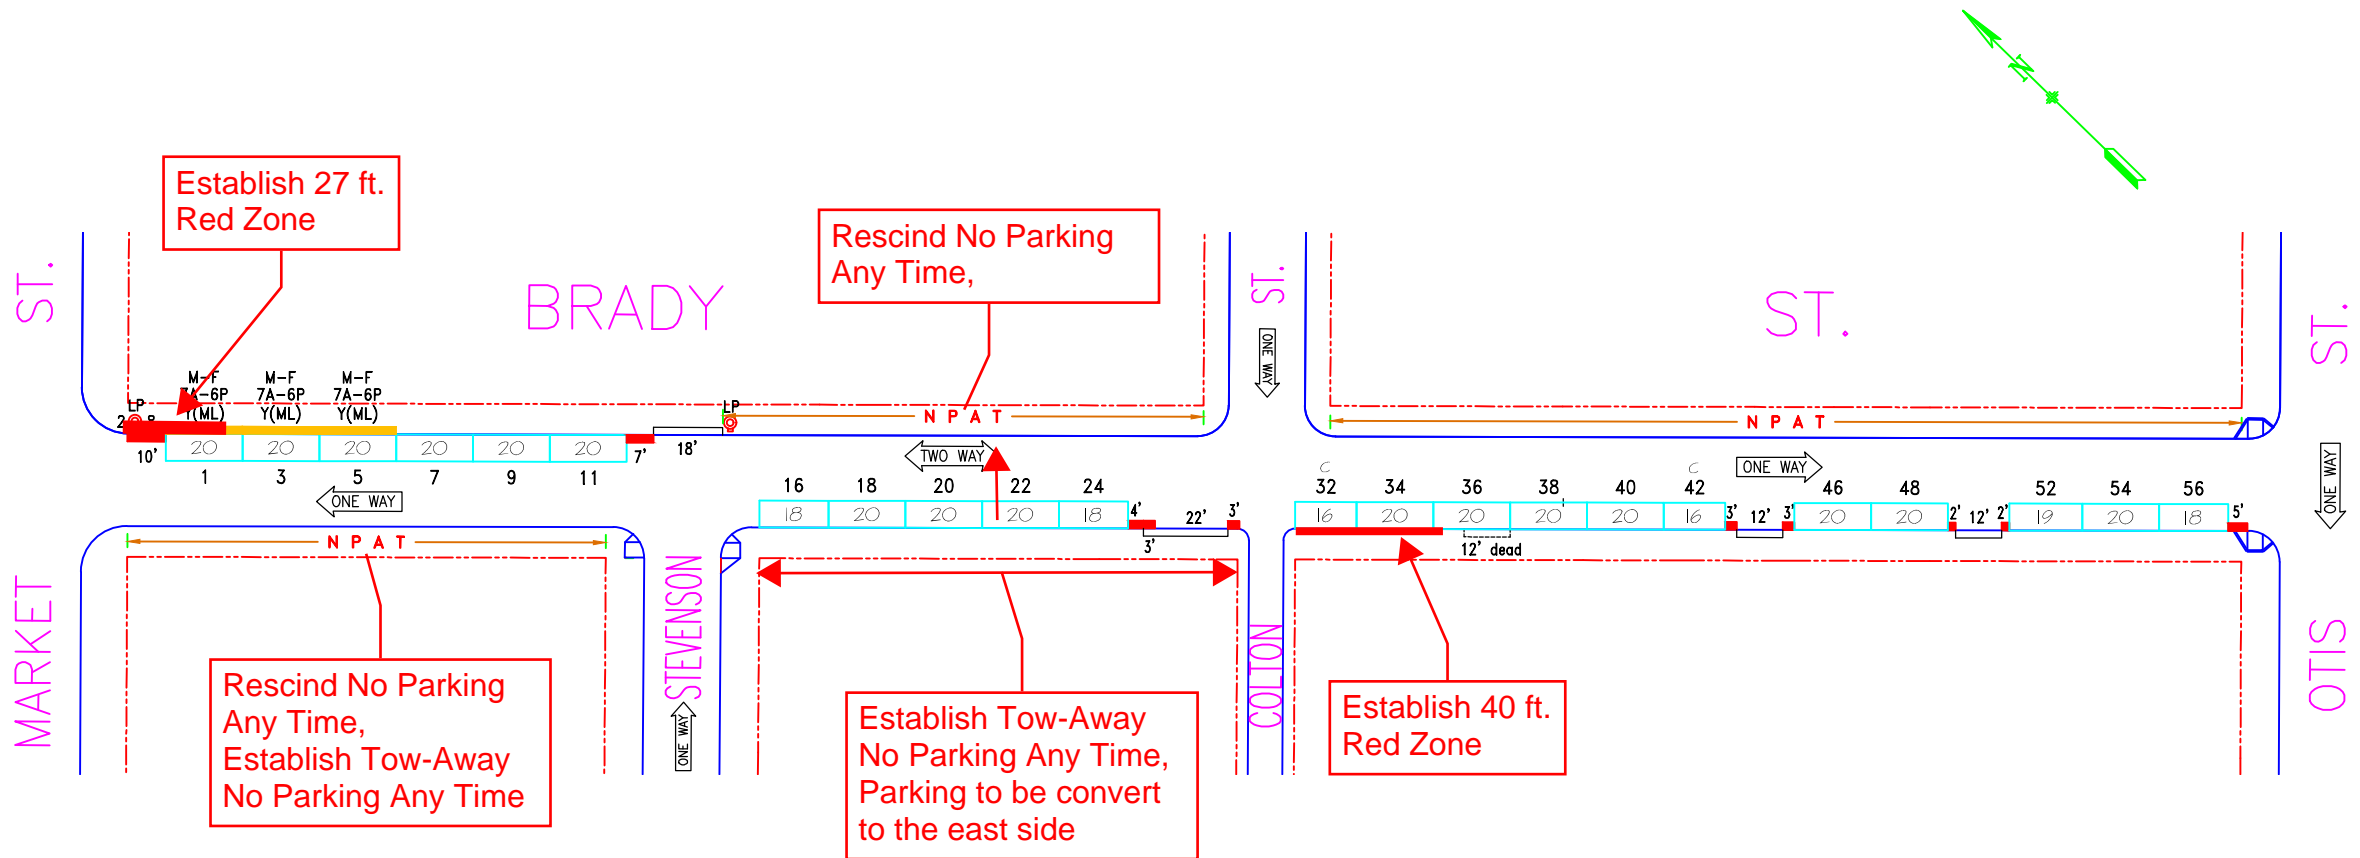 N
Establish 27 ft.
Red Zone
Rescind No Parking
Any Time,
ST.
BRADY
ST.
ST.
ST.
ONE WAY
M-F
7A-6P
Y(ML)
M-F
7A-6P
Y(ML)
M-F
7A-6P
Y(ML)
LP
LP
N P A T
N P A T
10'
20
20
20
20
20
20
7'
18'
1
3
5
7
9
11
TWO WAY
ONE WAY
ONE WAY
ONE WAY
C
C
16
18
20
22
24
32
34
36
38
40
42
46
48
52
54
56
18
20
20
20
18
4'
22'
3'
16
20
20
20
20
16
3'
12'
3'
20
20
2'
12'
2'
19
20
18
5'
3'
12' dead
N P A T
MARKET
STEVENSON
COLTON
OTIS
ONE WAY
Rescind No Parking
Any Time,
Establish Tow-Away
No Parking Any Time
Establish Tow-Away
No Parking Any Time,
Parking to be convert
to the east side
Establish 40 ft.
Red Zone